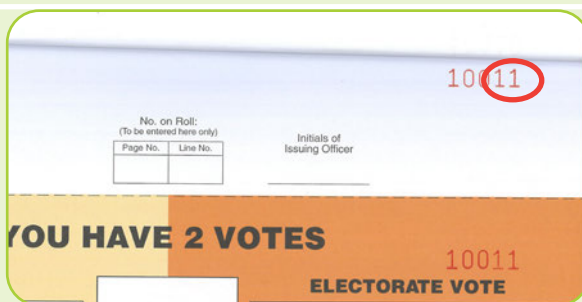 10011
No. on Roll:
(To be entered here only)
Page No. Line No.
Initials of
Issuing Officer
YOU HAVE 2 VOTES
10011
ELECTORATE VOTE